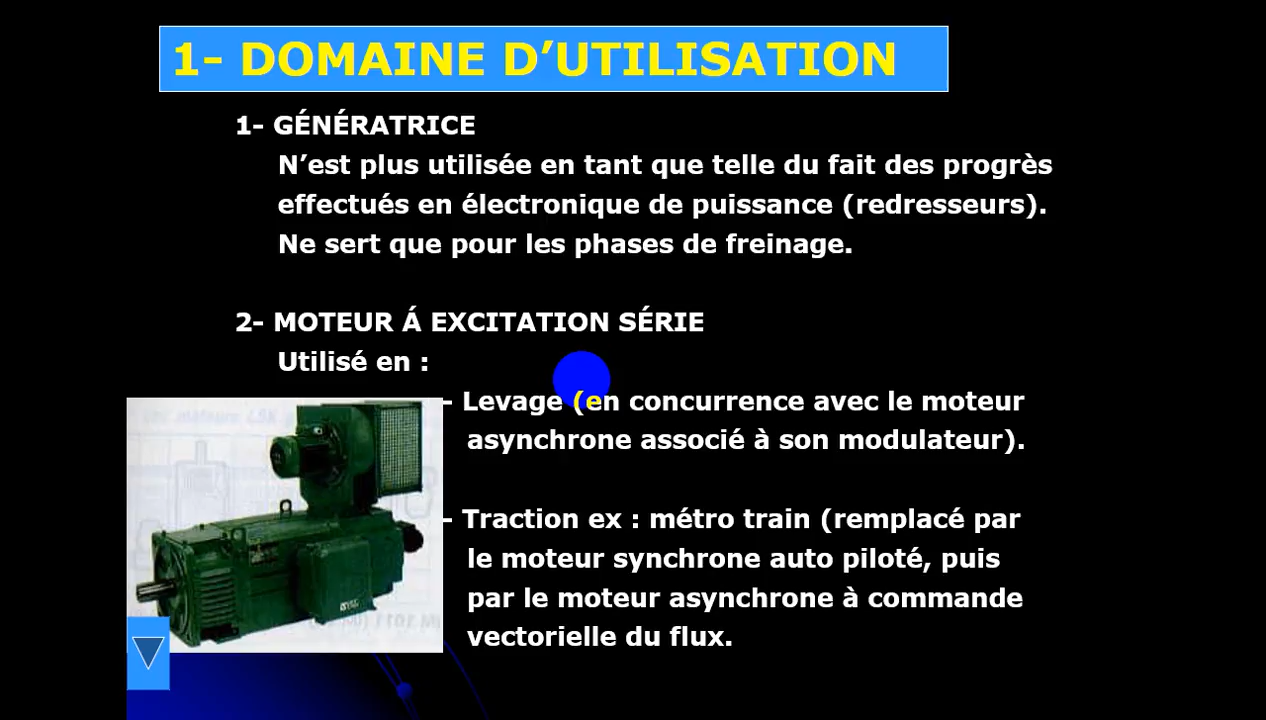 1- DOMAINE D’UTILISATION
1- GÉNÉRATRICE
N’est plus utilisée en tant que telle du fait des progrès
effectués en électronique de puissance (redresseurs).
Ne sert que pour les phases de freinage.
2- MOTEUR Á EXCITATION SÉRIE
Utilisé en :
- Levage (en concurrence avec le moteur
asynchrone associé à son modulateur).
- Traction ex : métro train (remplacé par
le moteur synchrone auto piloté, puis
par le moteur asynchrone à commande
vectorielle du flux.